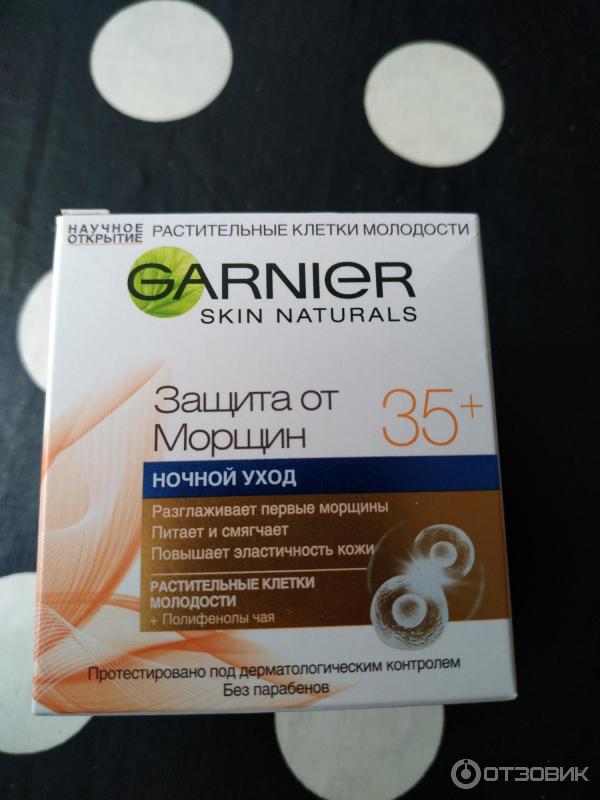 НАУЧНОЕ
ОТКРЫТИЕ
РАСТИТЕЛЬНЫЕ КЛЕТКИ МОЛОДОСТИ
GARNIER
SKIN NATURALS
Защита от
Морщин
35+
НОЧНОЙ УХОД
Разглаживает первые морщины
Питает и смягчает
Повышает эластичность кожи
РАСТИТЕЛЬНЫЕ КЛЕТКИ
МОЛОДОСТИ
+ Полифенолы чая
Протестировано под дерматологическим контролем
Без парабенов
ОТЗОВИК